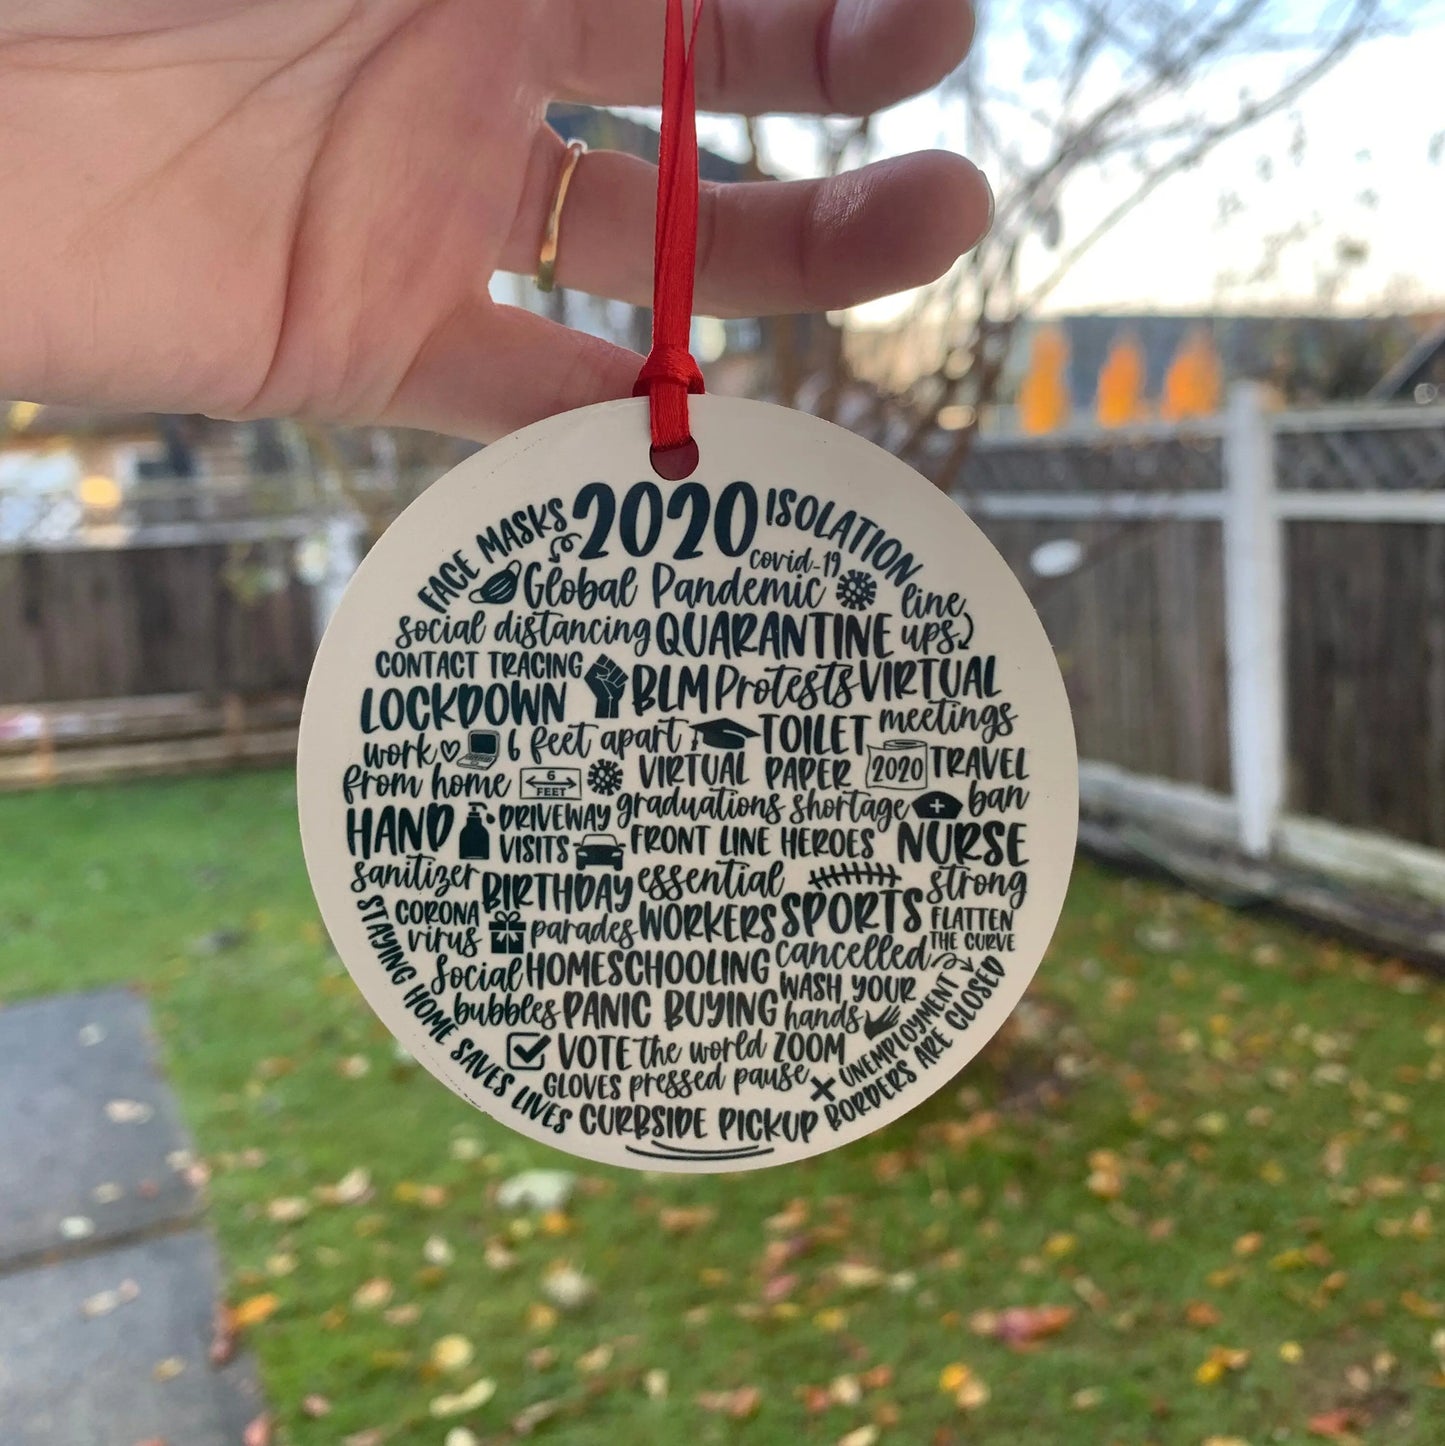 FACE MASKS 2020 ISOLATION
covid-19
Global Pandemic
line ups
social distancing QUARANTINE
CONTACT TRACING
LOCKDOWN BLM Protests VIRTUAL meetings
work from home
6 feet apart
6 FEET
VIRTUAL graduations
TOILET PAPER shortage
2020
TRAVEL ban
HAND sanitizer
DRIVEWAY VISITS
FRONT LINE HEROES
NURSE strong
CORONA virus
BIRTHDAY parades
essential WORKERS
SPORTS cancelled
FLATTEN THE CURVE
social bubbles
HOMESCHOOLING
PANIC BUYING
WASH YOUR hands
STAYING HOME SAVES LIVES
VOTE the world ZOOM
GLOVES pressed pause
UNEMPLOYMENT
BORDERS ARE CLOSED
CURBSIDE PICKUP